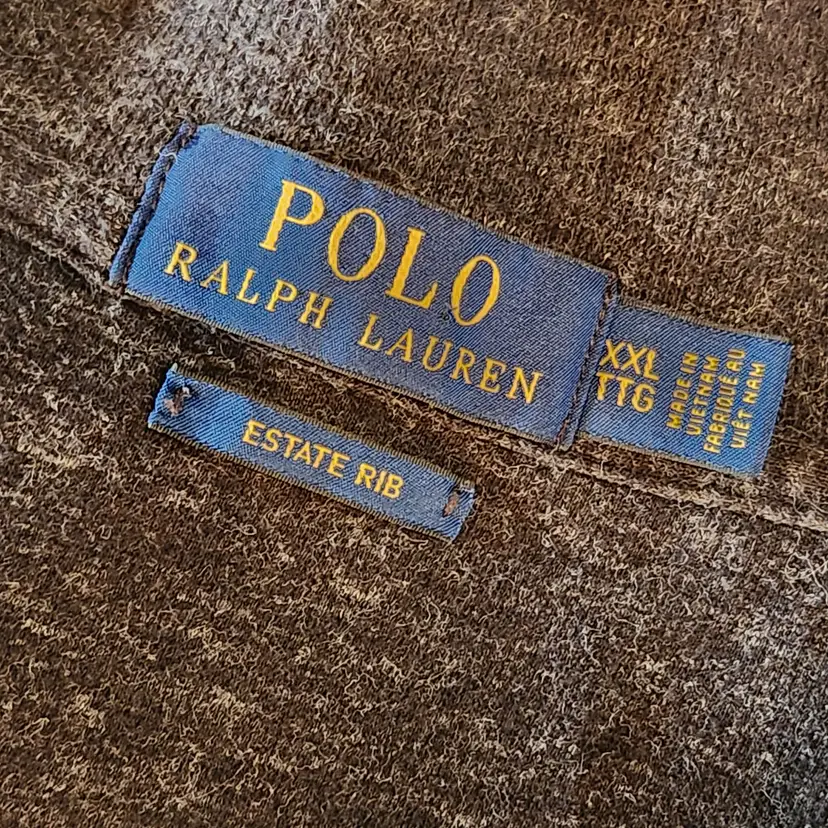 POLO
RALPH LAUREN
XXL
TTG
MADE IN
VIETNAM
FABRIQUÉ AU
VIÊT NAM
ESTATE RIB